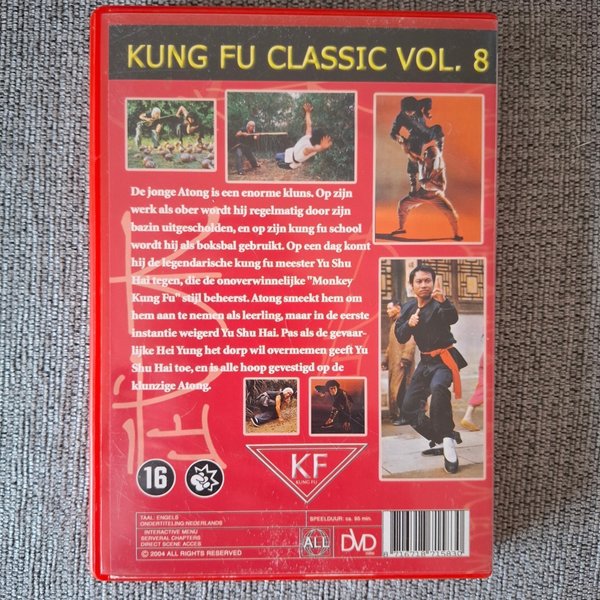 KUNG FU CLASSIC VOL. 8
De jonge Atong is een enorme kluns. Op zijn
werk als ober wordt hij regelmatig door zijn
bazin uitgescholden, en op zijn kung fu school
wordt hij als boksbal gebruikt. Op een dag komt
hij de legendarische kung fu meester Yu Shu
Hai tegen, die de onoverwinnelijke "Monkey
Kung Fu" stijl beheerst. Atong smeekt hem om
hem aan te nemen als leerling, maar in de eerste
instantie weigerd Yu Shu Hai. Pas als de gevaar-
lijke Hei Yung het dorp wil overmemen geeft Yu
Shu Hai toe, en is alle hoop gevestigd op de
klunzige Atong.
16
KF
KUNG FU
TAAL: ENGELS
ONDERTITELING NEDERLANDS
INTERACTIVE MENU
SERVERAL CHAPTERS
DIRECT SCENE ACCES
© 2004 ALL RIGHTS RESERVED
SPEELDUUR: ca. 95 min.
ALL
DVD